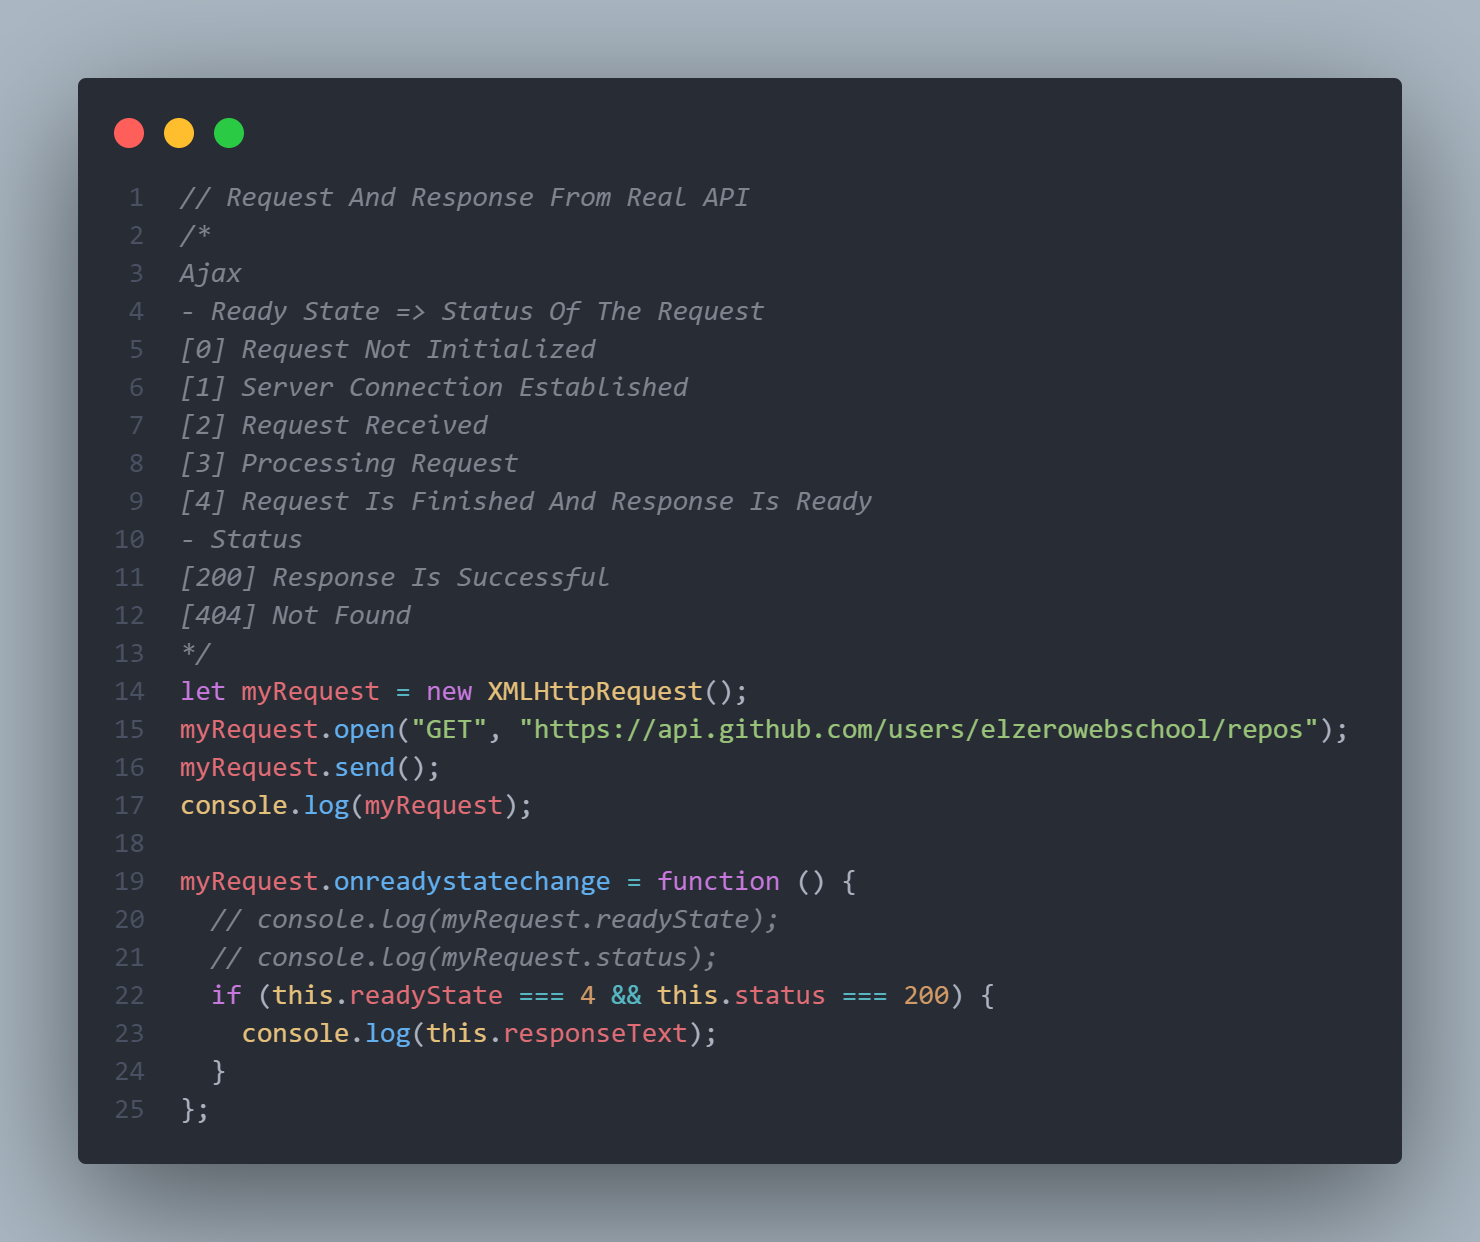 1 // Request And Response From Real API
2 /*
3 Ajax
4 - Ready State => Status Of The Request
5 [0] Request Not Initialized
6 [1] Server Connection Established
7 [2] Request Received
8 [3] Processing Request
9 [4] Request Is Finished And Response Is Ready
10 - Status
11 [200] Response Is Successful
12 [404] Not Found
13 */
14 let myRequest = new XMLHttpRequest();
15 myRequest.open("GET", "https://api.github.com/users/elzerowebschool/repos");
16 myRequest.send();
17 console.log(myRequest);
18
19 myRequest.onreadystatechange = function () {
20   // console.log(myRequest.readyState);
21   // console.log(myRequest.status);
22   if (this.readyState === 4 && this.status === 200) {
23     console.log(this.responseText);
24   }
25 };